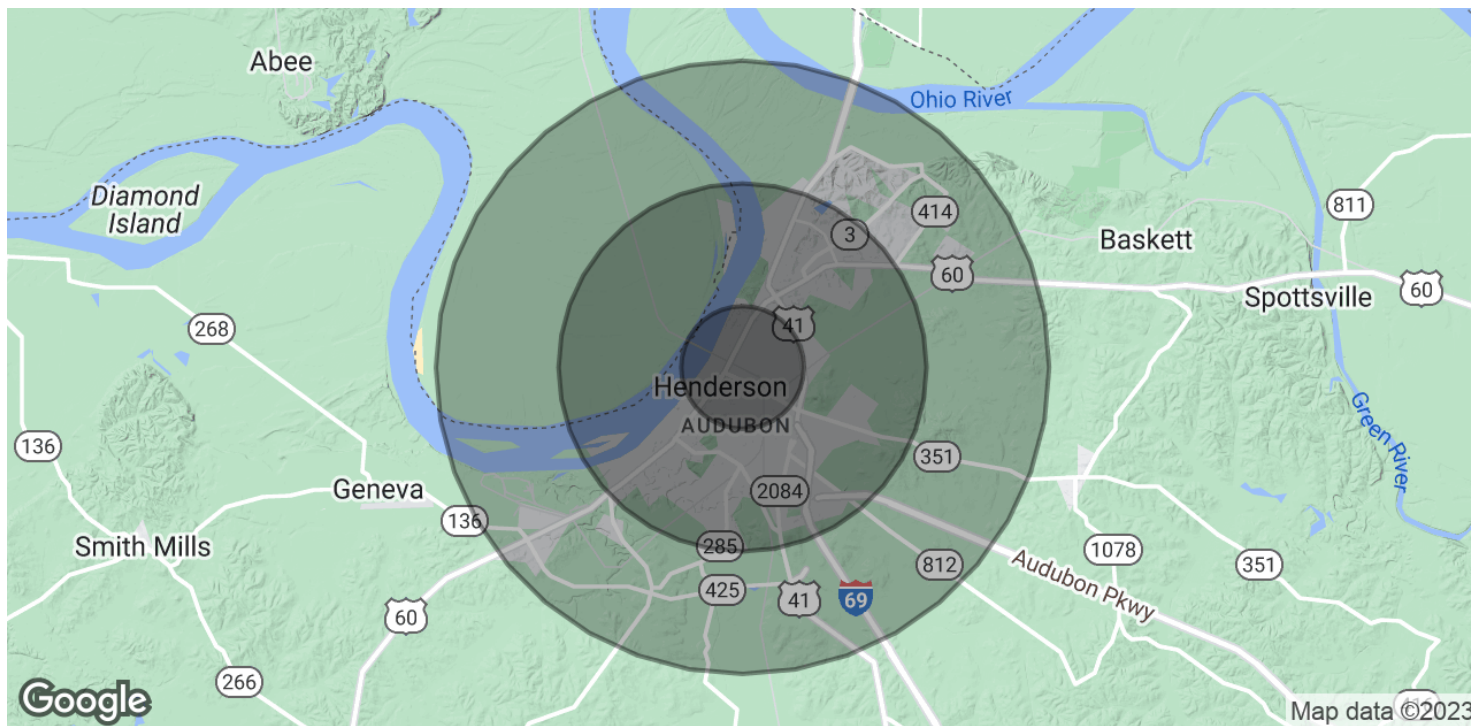 Abee
Ohio River
Diamond
Island
811
414
3
Baskett
60
Spottsville
60
268
41
Henderson
AUDUBON
Green River
136
351
Geneva
2084
136
Smith Mills
285
1078
812
351
Audubon Pkwy
425
41
69
60
266
Google
Map data ©2023